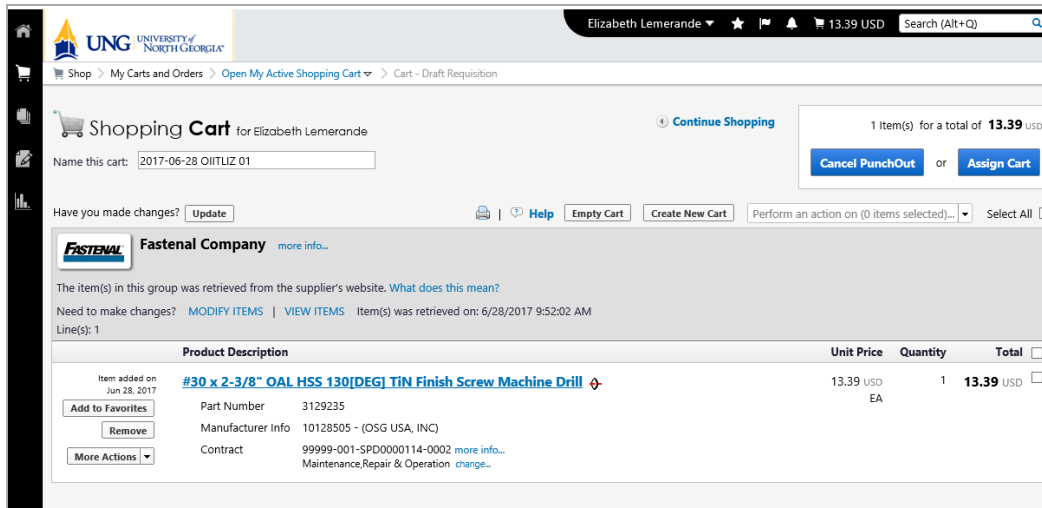 Elizabeth Lemerande 13.39 USD Search (Alt+Q)
UNG UNIVERSITY of NORTH GEORGIA
Shop > My Carts and Orders > Open My Active Shopping Cart > Cart - Draft Requisition
Shopping Cart for Elizabeth Lemerande
Continue Shopping
1 Item(s) for a total of 13.39 USD
Name this cart: 2017-06-28 OIITLIZ 01
Cancel PunchOut or Assign Cart
Have you made changes? Update | Help Empty Cart Create New Cart Perform an action on (0 items selected)... Select All
FASTENAL Fastenal Company more info...
The item(s) in this group was retrieved from the supplier's website. What does this mean?
Need to make changes? MODIFY ITEMS | VIEW ITEMS Item(s) was retrieved on: 6/28/2017 9:52:02 AM
Line(s): 1
Product Description Unit Price Quantity Total
Item added on
Jun 28, 2017
Add to Favorites
Remove
More Actions
#30 x 2-3/8" OAL HSS 130[DEG] TiN Finish Screw Machine Drill
13.39 USD 1 13.39 USD
EA
Part Number 3129235
Manufacturer Info 10128505 - (OSG USA, INC)
Contract 99999-001-SPD0000114-0002 more info...
Maintenance,Repair & Operation change...